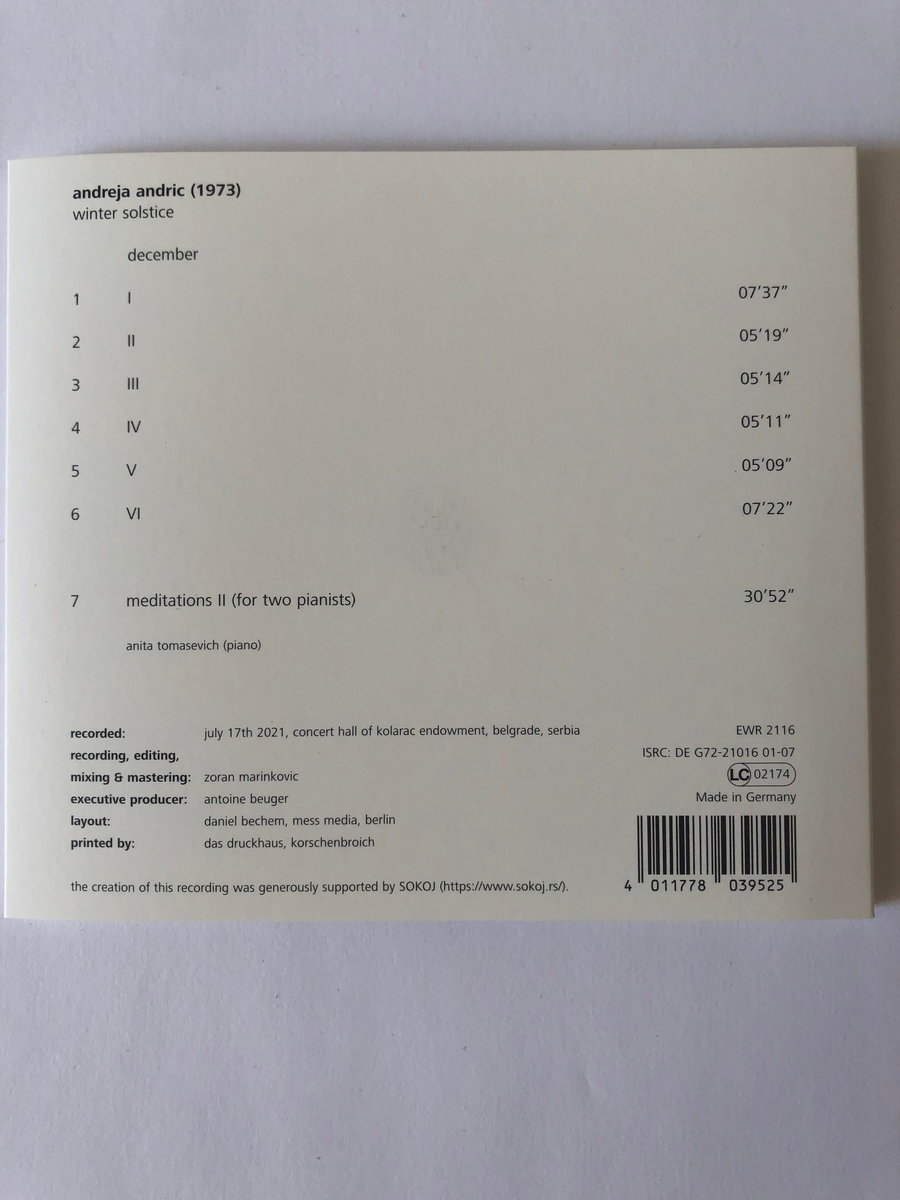 andreja andric (1973)
winter solstice
december
1 I 07’37”
2 II 05’19”
3 III 05’14”
4 IV 05’11”
5 V 05’09”
6 VI 07’22”
7 meditations II (for two pianists) 30’52”
anita tomasevich (piano)
recorded: july 17th 2021, concert hall of kolarac endowment, belgrade, serbia
recording, editing,
mixing & mastering: zoran marinkovic
executive producer: antoine beuger
layout: daniel bechem, mess media, berlin
printed by: das druckhaus, korschenbroich
the creation of this recording was generously supported by SOKOJ (https://www.sokoj.rs/).
EWR 2116
ISRC: DE G72-21016 01-07
LC 02174
Made in Germany
4 011778 039525